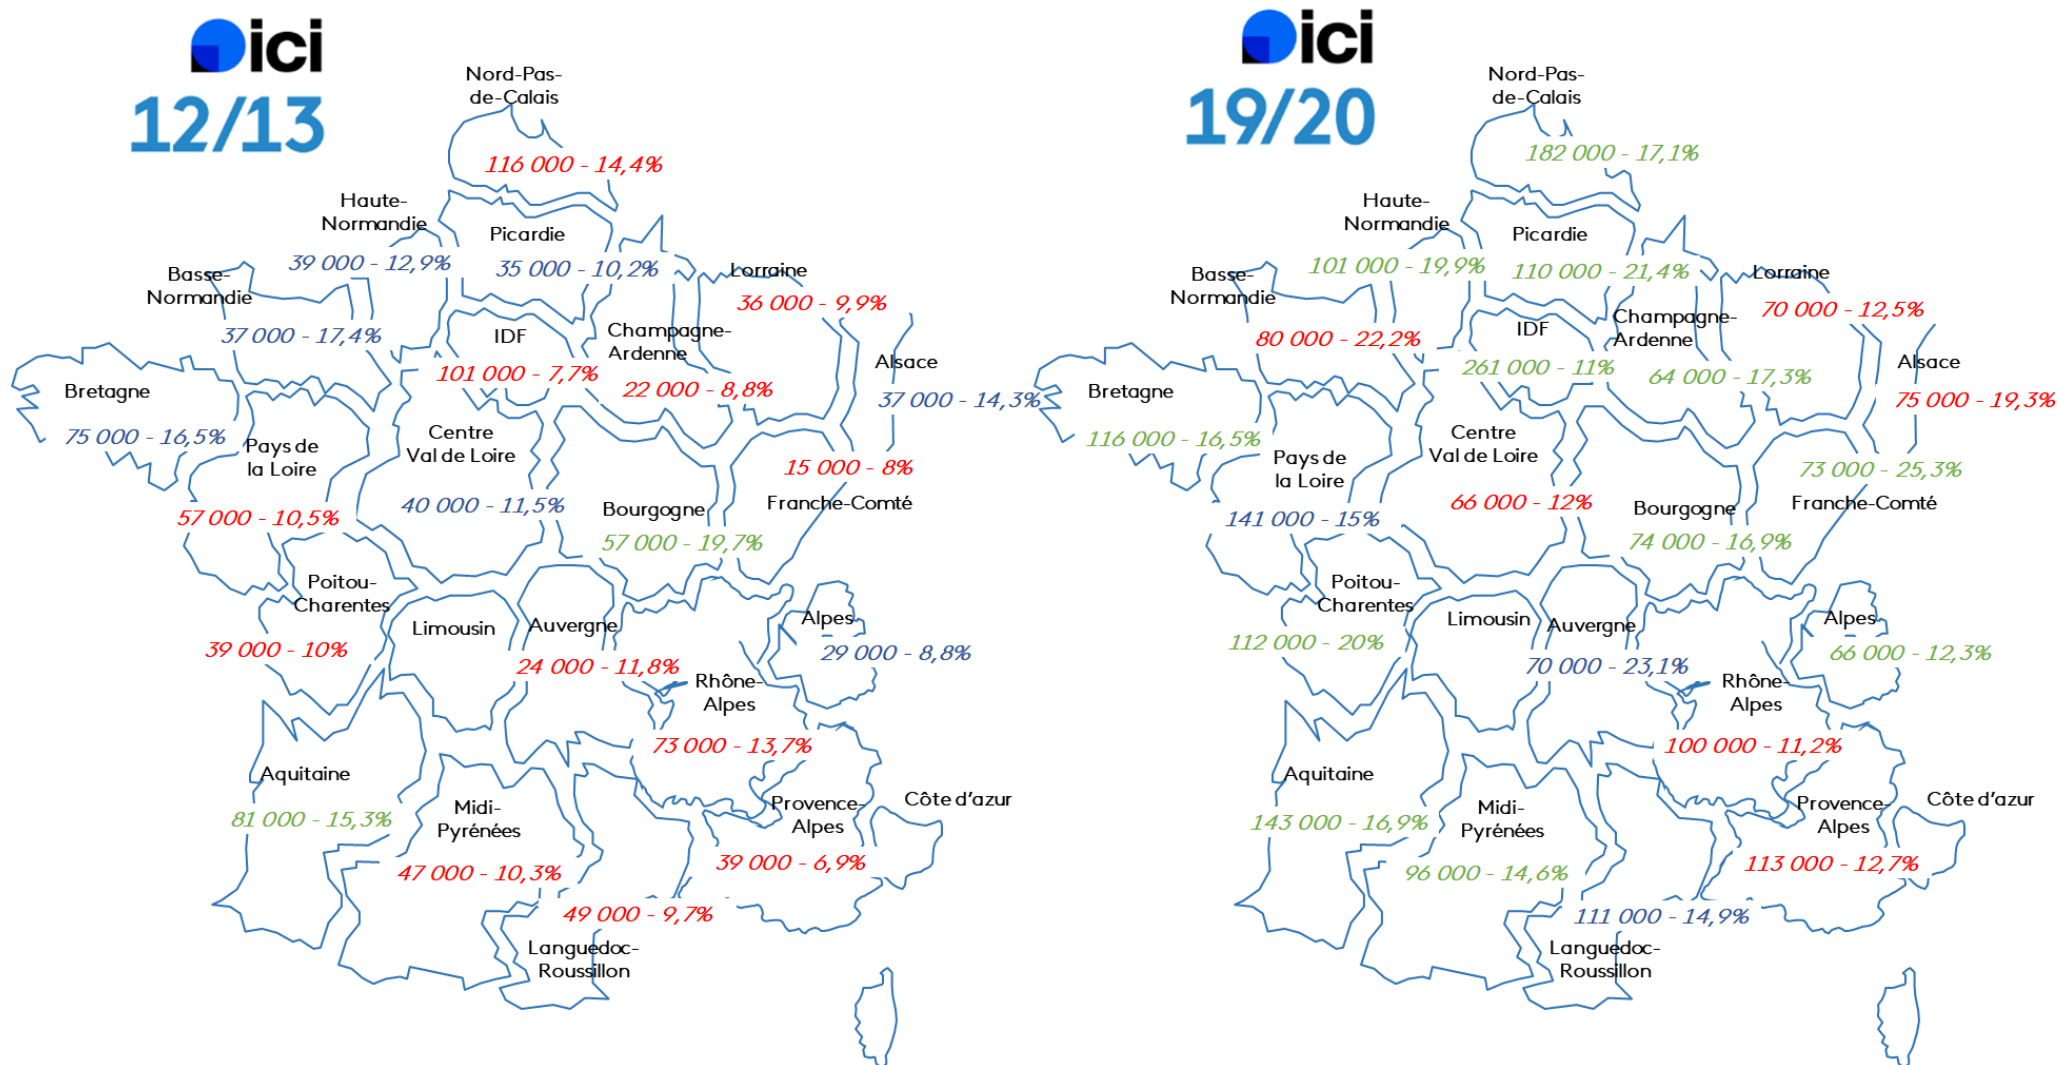 ici
12/13
Nord-Pas-
de-Calais
116 000 - 14,4%
Haute-
Normandie
39 000 - 12,9%
Picardie
35 000 - 10,2%
Basse-
Normandie
37 000 - 17,4%
Lorraine
36 000 - 9,9%
IDF
101 000 - 7,7%
Champagne-
Ardenne
22 000 - 8,8%
Alsace
37 000 - 14,3%
Bretagne
75 000 - 16,5%
Pays de
la Loire
57 000 - 10,5%
Centre
Val de Loire
40 000 - 11,5%
15 000 - 8%
Franche-Comté
Bourgogne
57 000 - 19,7%
Poitou-
Charentes
39 000 - 10%
Limousin
Auvergne
24 000 - 11,8%
Alpes
29 000 - 8,8%
Rhône-
Alpes
73 000 - 13,7%
Aquitaine
81 000 - 15,3%
Midi-
Pyrénées
47 000 - 10,3%
Provence-
Alpes
39 000 - 6,9%
Côte d'azur
49 000 - 9,7%
Languedoc-
Roussillon
ici
19/20
Nord-Pas-
de-Calais
182 000 - 17,1%
Haute-
Normandie
101 000 - 19,9%
Picardie
110 000 - 21,4%
Basse-
Normandie
80 000 - 22,2%
Lorraine
70 000 - 12,5%
IDF
261 000 - 11%
Champagne-
Ardenne
64 000 - 17,3%
Alsace
75 000 - 19,3%
Bretagne
116 000 - 16,5%
Pays de
la Loire
141 000 - 15%
Centre
Val de Loire
66 000 - 12%
73 000 - 25,3%
Franche-Comté
Bourgogne
74 000 - 16,9%
Poitou-
Charentes
112 000 - 20%
Limousin
Auvergne
70 000 - 23,1%
Alpes
66 000 - 12,3%
Rhône-
Alpes
100 000 - 11,2%
Aquitaine
143 000 - 16,9%
Midi-
Pyrénées
96 000 - 14,6%
Provence-
Alpes
113 000 - 12,7%
Côte d'azur
111 000 - 14,9%
Languedoc-
Roussillon